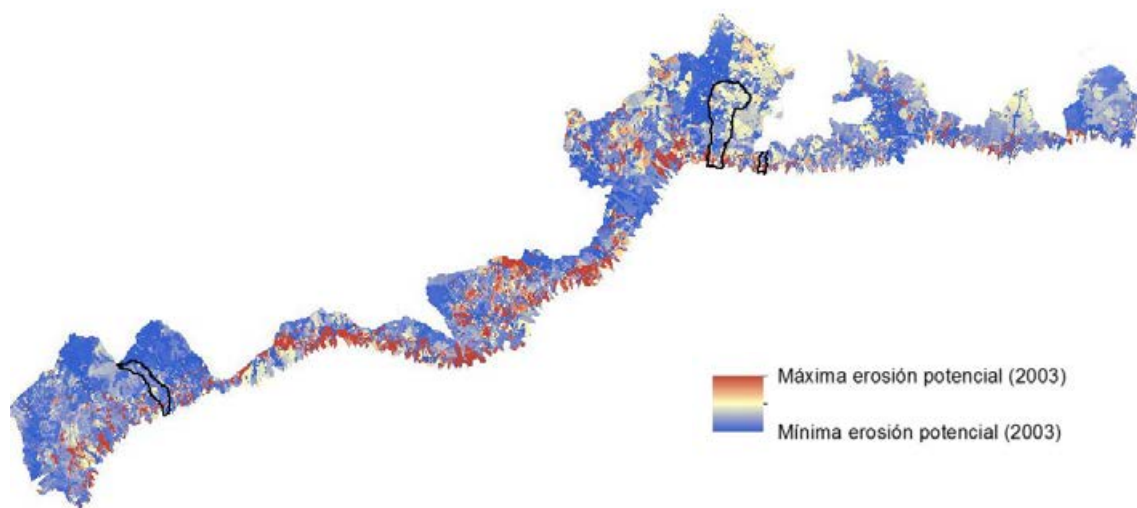 Máxima erosión potencial (2003)
Mínima erosión potencial (2003)